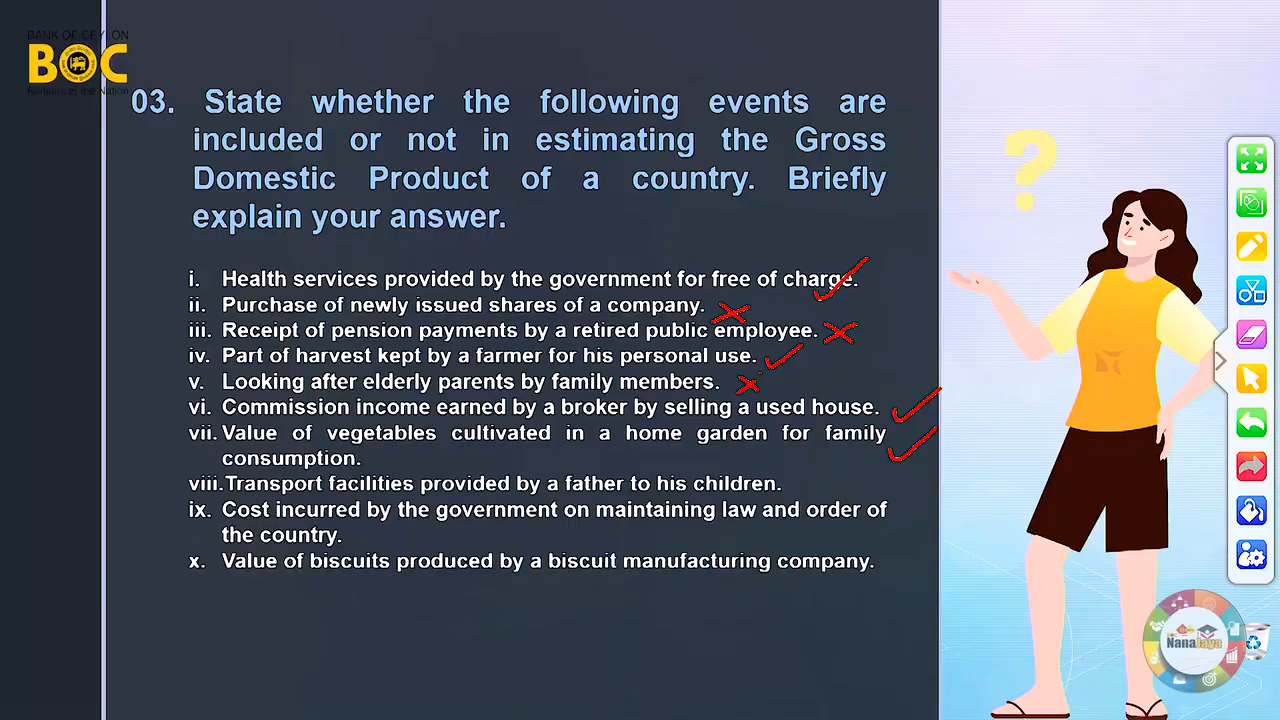 BANK OF CEYLON
BOC
Bankers to the Nation
03. State whether the following events are
included or not in estimating the Gross
Domestic Product of a country. Briefly
explain your answer.
i. Health services provided by the government for free of charge.
ii. Purchase of newly issued shares of a company.
iii. Receipt of pension payments by a retired public employee.
iv. Part of harvest kept by a farmer for his personal use.
v. Looking after elderly parents by family members.
vi. Commission income earned by a broker by selling a used house.
vii. Value of vegetables cultivated in a home garden for family
consumption.
viii. Transport facilities provided by a father to his children.
ix. Cost incurred by the government on maintaining law and order of
the country.
x. Value of biscuits produced by a biscuit manufacturing company.
?
NanaJaya